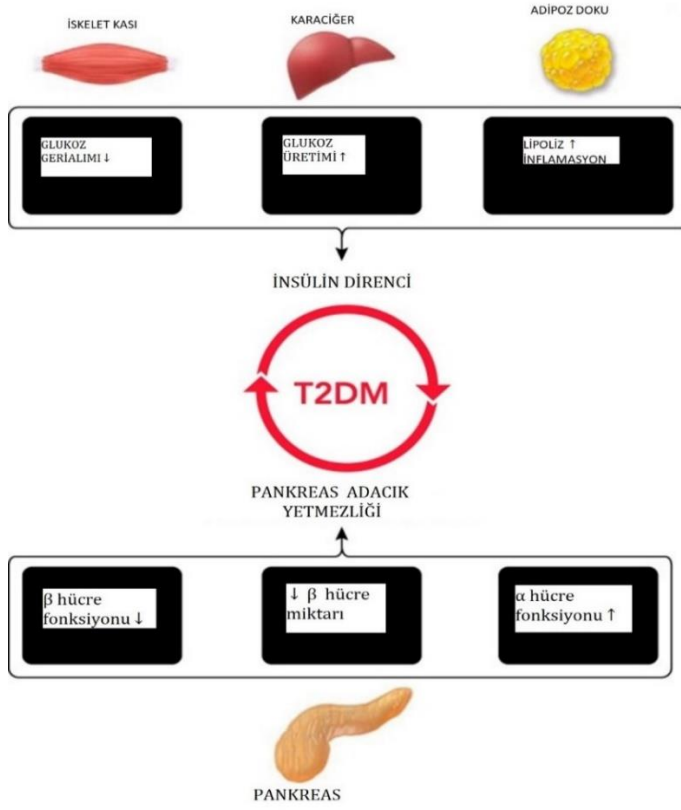 İSKELET KASI
KARACİĞER
ADİPOZ DOKU
GLUKOZ
GERİALIMI ↓
GLUKOZ
ÜRETİMİ ↑
LİPOLİZ ↑
İNFLAMASYON
İNSÜLİN DİRENCİ
T2DM
PANKREAS ADACIK
YETMEZLİĞİ
β hücre
fonksiyonu ↓
↓ β hücre
miktarı
α hücre
fonksiyonu ↑
PANKREAS